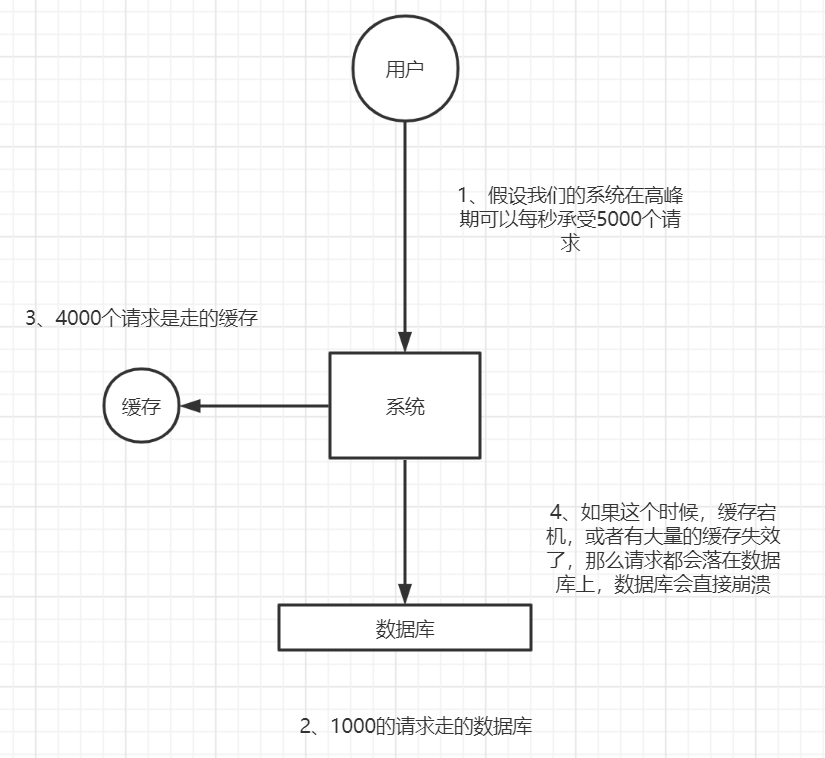 用户
1、假设我们的系统在高峰
期可以每秒承受5000个请
求
3、4000个请求是走的缓存
缓存
系统
4、如果这个时候，缓存宕
机，或者有大量的缓存失效
了，那么请求都会落在数据
库上，数据库会直接崩溃
数据库
2、1000的请求走的数据库